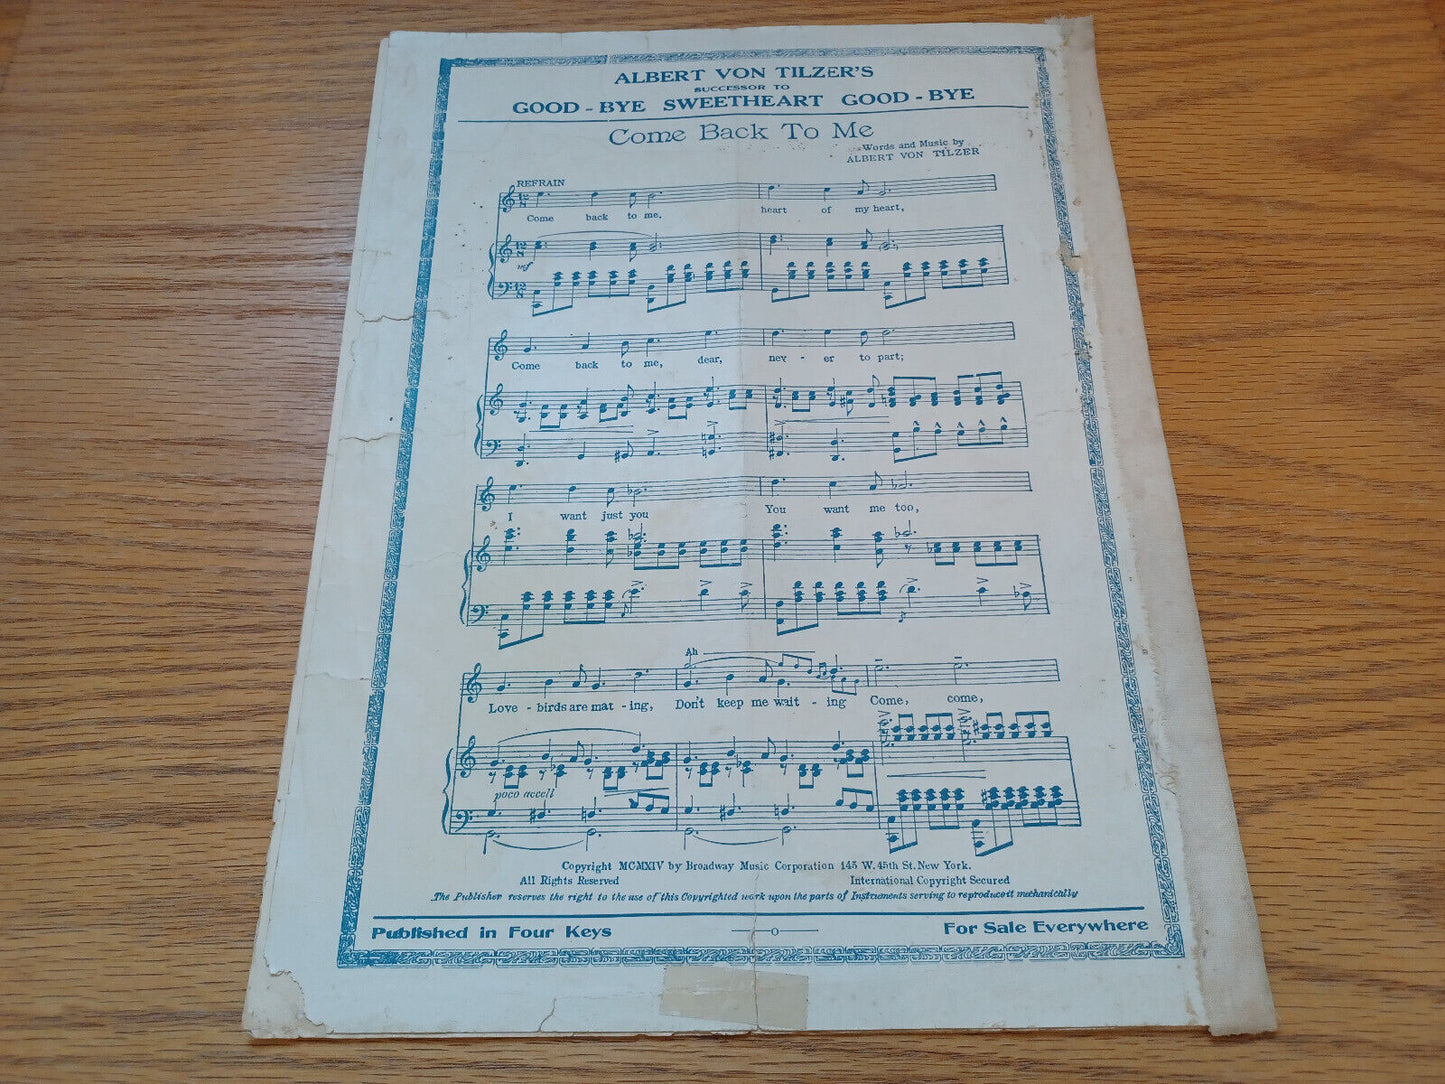 ALBERT VON TILZER'S
SUCCESSOR TO
GOOD - BYE SWEETHEART GOOD - BYE
Come Back To Me
Words and Music by
ALBERT VON TILZER
REFRAIN
Come back to me, heart of my heart,
mf
Come back to me, dear, nev - er to part;
I want just you You want me too,
Ah
Love - birds are mat - ing, Don't keep me wait - ing Come, come,
poco accell
Copyright MCMXIV by Broadway Music Corporation 145 W. 45th St. New York.
All Rights Reserved International Copyright Secured
The Publisher reserves the right to the use of this Copyrighted work upon the parts of Instruments serving to reproduce it mechanically
Published in Four Keys For Sale Everywhere